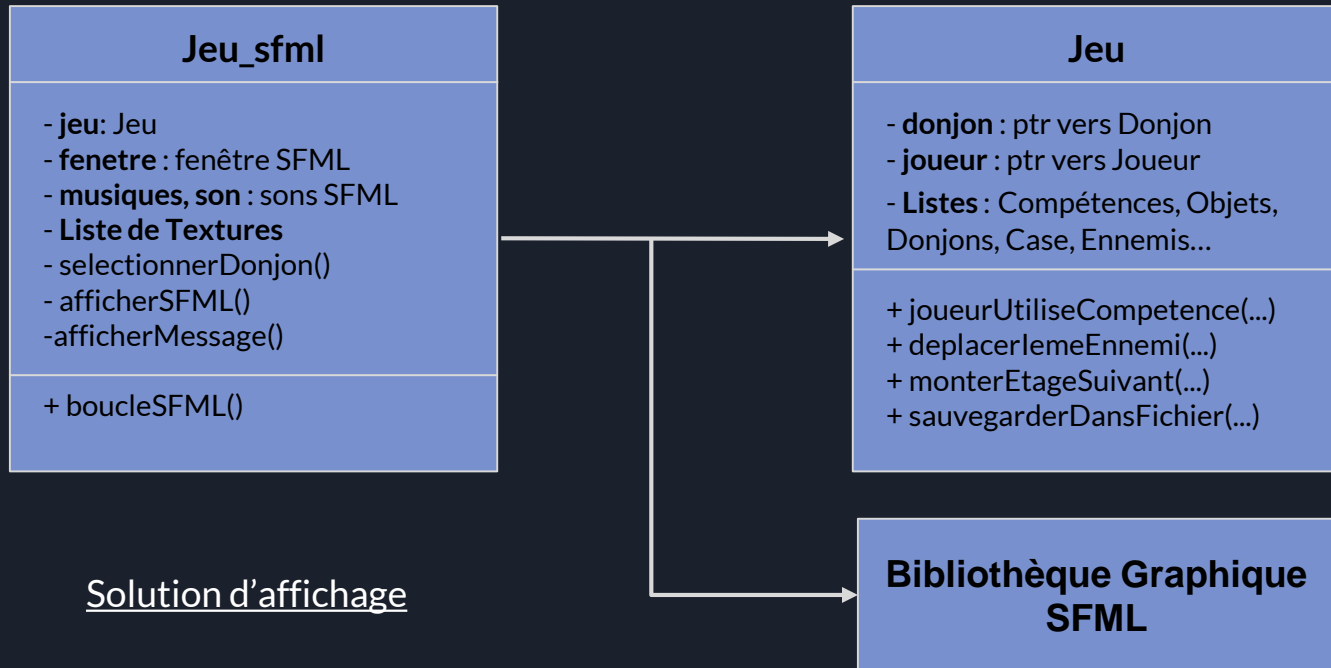 Jeu_sfml
- jeu: Jeu
- fenetre : fenêtre SFML
- musiques, son : sons SFML
- Liste de Textures
- selectionnerDonjon()
- afficherSFML()
-afficherMessage()
+ boucleSFML()
Jeu
- donjon : ptr vers Donjon
- joueur : ptr vers Joueur
- Listes : Compétences, Objets,
Donjons, Case, Ennemis...
+ joueurUtiliseCompetence(...)
+ deplacerIemeEnnemi(...)
+ monterEtageSuivant(...)
+ sauvegarderDansFichier(...)
Solution d'affichage
Bibliothèque Graphique
SFML